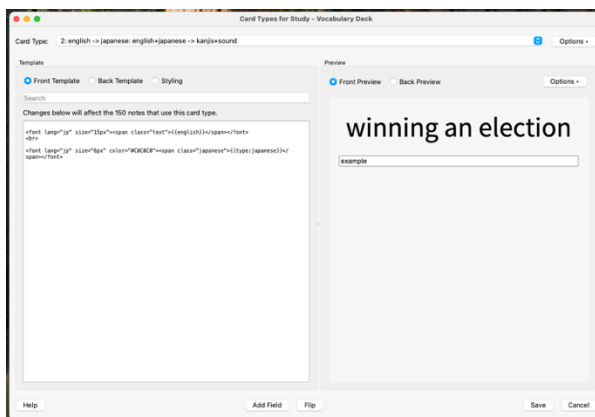 Card Types for Study - Vocabulary Deck
Card Type: 2: english -> japanese: english+japanese -> kanjis+sound Options
Template
Front Template Back Template Styling
Search
Changes below will affect the 150 notes that use this card type.
<font lang="jp" size="15px"><span class="text">{{english}}</span></font>
<br>
<font lang="jp" size="6px" color="#C0C0C0"><span class="japanese">{{type:japanese}}</
span></font>
Preview
Front Preview Back Preview Options
winning an election
example
Help Add Field Flip Save Cancel